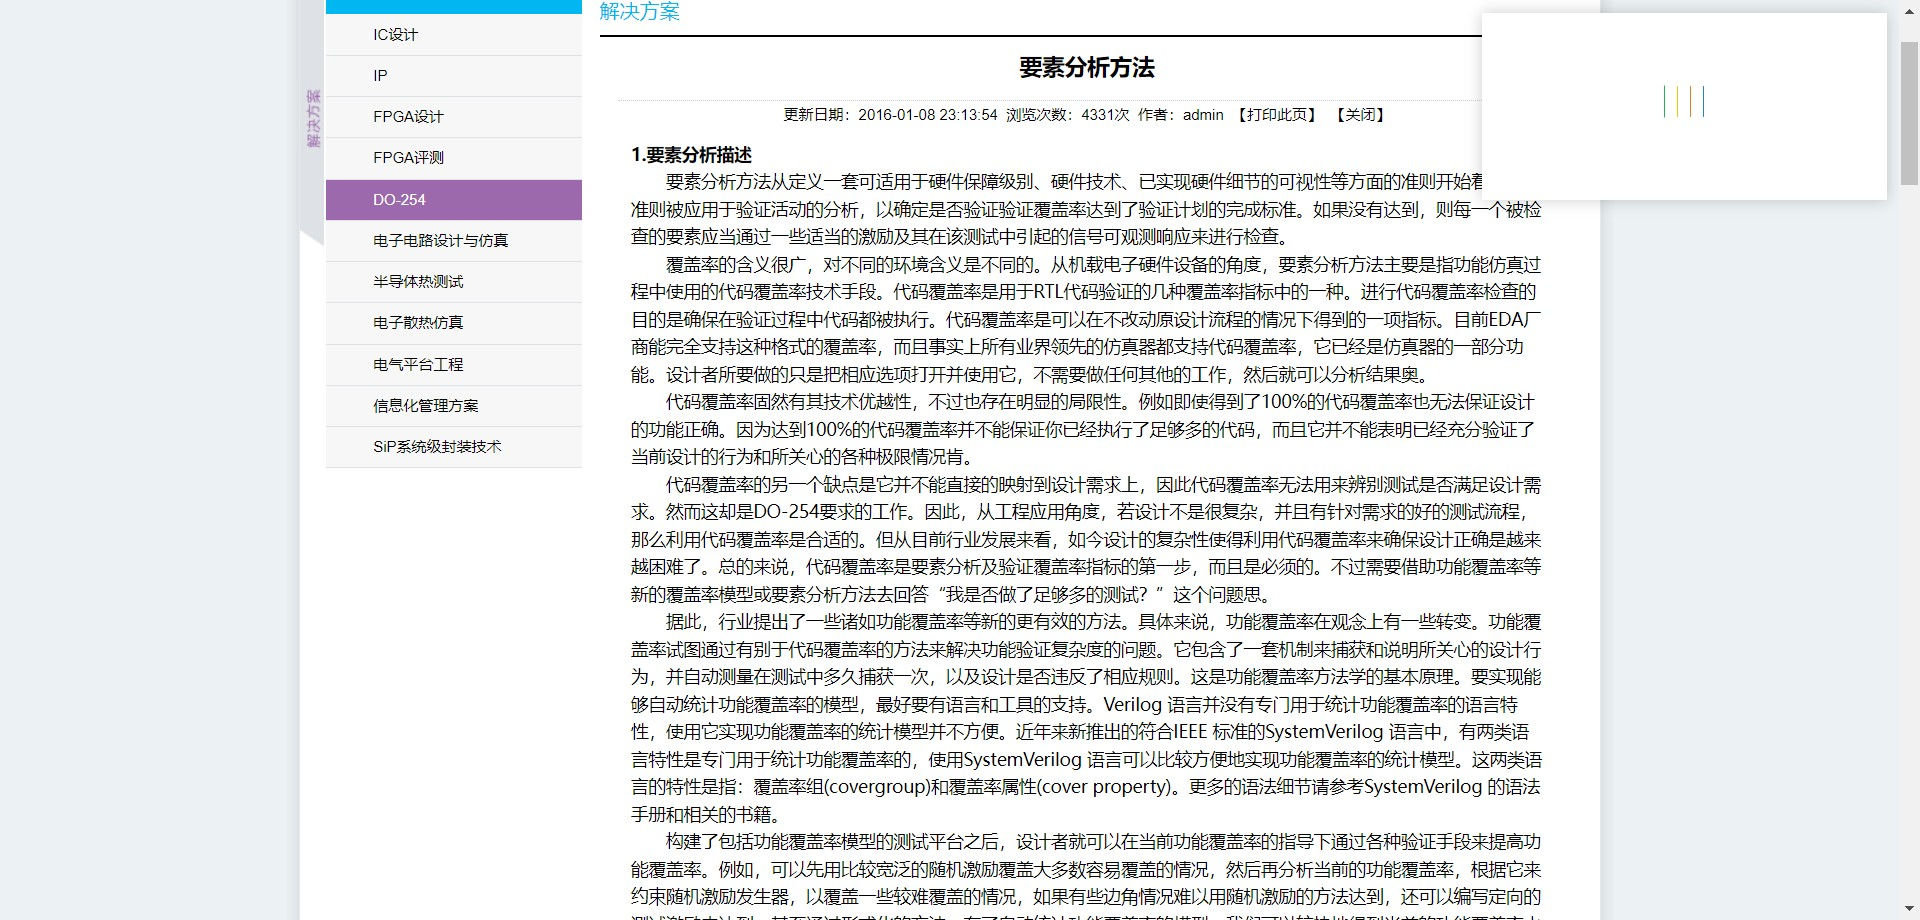 解决方案
解决方案
IC设计
IP
FPGA设计
FPGA评测
DO-254
电子电路设计与仿真
半导体热测试
电子散热仿真
电气平台工程
信息化管理方案
SiP系统级封装技术
要素分析方法
更新日期：2016-01-08 23:13:54 浏览次数：4331次 作者：admin 【打印此页】 【关闭】
1.要素分析描述
要素分析方法从定义一套可适用于硬件保障级别、硬件技术、已实现硬件细节的可视性等方面的准则开始
准则被应用于验证活动的分析，以确定是否验证验证覆盖率达到了验证计划的完成标准。如果没有达到，则每一个被检
查的要素应当通过一些适当的激励及其在该测试中引起的信号可观测响应来进行检查。
覆盖率的含义很广，对不同的环境含义是不同的。从机载电子硬件设备的角度，要素分析方法主要是指功能仿真过
程中使用的代码覆盖率技术手段。代码覆盖率是用于RTL代码验证的几种覆盖率指标中的一种。进行代码覆盖率检查的
目的是确保在验证过程中代码都被执行。代码覆盖率是可以在不改动原设计流程的情况下得到的一项指标。目前EDA厂
商能完全支持这种格式的覆盖率，而且事实上所有业界领先的仿真器都支持代码覆盖率，它已经是仿真器的一部分功
能。设计者所要做的只是把相应选项打开并使用它，不需要做任何其他的工作，然后就可以分析结果奥。
代码覆盖率固然有其技术优越性，不过也存在明显的局限性。例如即使得到了100%的代码覆盖率也无法保证设计
的功能正确。因为达到100%的代码覆盖率并不能保证你已经执行了足够多的代码，而且它并不能表明已经充分验证了
当前设计的行为和所关心的各种极限情况肯。
代码覆盖率的另一个缺点是它并不能直接的映射到设计需求上，因此代码覆盖率无法用来辨别测试是否满足设计需
求。然而这却是DO-254要求的工作。因此，从工程应用角度，若设计不是很复杂，并且有针对需求的好的测试流程，
那么利用代码覆盖率是合适的。但从目前行业发展来看，如今设计的复杂性使得利用代码覆盖率来确保设计正确是越来
越困难了。总的来说，代码覆盖率是要素分析及验证覆盖率指标的第一步，而且是必须的。不过需要借助功能覆盖率等
新的覆盖率模型或要素分析方法去回答“我是否做了足够多的测试？”这个问题思。
据此，行业提出了一些诸如功能覆盖率等新的更有效的方法。具体来说，功能覆盖率在观念上有一些转变。功能覆
盖率试图通过有别于代码覆盖率的方法来解决功能验证复杂度的问题。它包含了一套机制来捕获和说明所关心的设计行
为，并自动测量在测试中多久捕获一次，以及设计是否违反了相应规则。这是功能覆盖率方法学的基本原理。要实现能
够自动统计功能覆盖率的模型，最好要有语言和工具的支持。Verilog 语言并没有专门用于统计功能覆盖率的语言特
性，使用它实现功能覆盖率的统计模型并不方便。近年来新推出的符合IEEE 标准的SystemVerilog 语言中，有两类语
言特性是专门用于统计功能覆盖率的，使用SystemVerilog 语言可以比较方便地实现功能覆盖率的统计模型。这两类语
言的特性是指：覆盖率组(covergroup)和覆盖率属性(cover property)。更多的语法细节请参考SystemVerilog 的语法
手册和相关的书籍。
构建了包括功能覆盖率模型的测试平台之后，设计者就可以在当前功能覆盖率的指导下通过各种验证手段来提高功
能覆盖率。例如，可以先用比较宽泛的随机激励覆盖大多数容易覆盖的情况，然后再分析当前的功能覆盖率，根据它来
约束随机激励发生器，以覆盖一些较难覆盖的情况，如果有些边角情况难以用随机激励的方法达到，还可以编写定向的